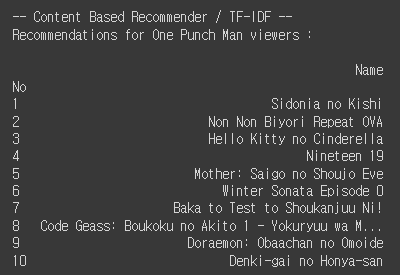 -- Content Based Recommender / TF-IDF --
Recommendations for One Punch Man viewers :
Name
No
1 Sidonia no Kishi
2 Non Non Biyori Repeat OVA
3 Hello Kitty no Cinderella
4 Nineteen 19
5 Mother: Saigo no Shoujo Eve
6 Winter Sonata Episode 0
7 Baka to Test to Shoukanjuu Ni!
8 Code Geass: Boukoku no Akito 1 - Yokuryuu wa M...
9 Doraemon: Obaachan no Omoide
10 Denki-gai no Honya-san